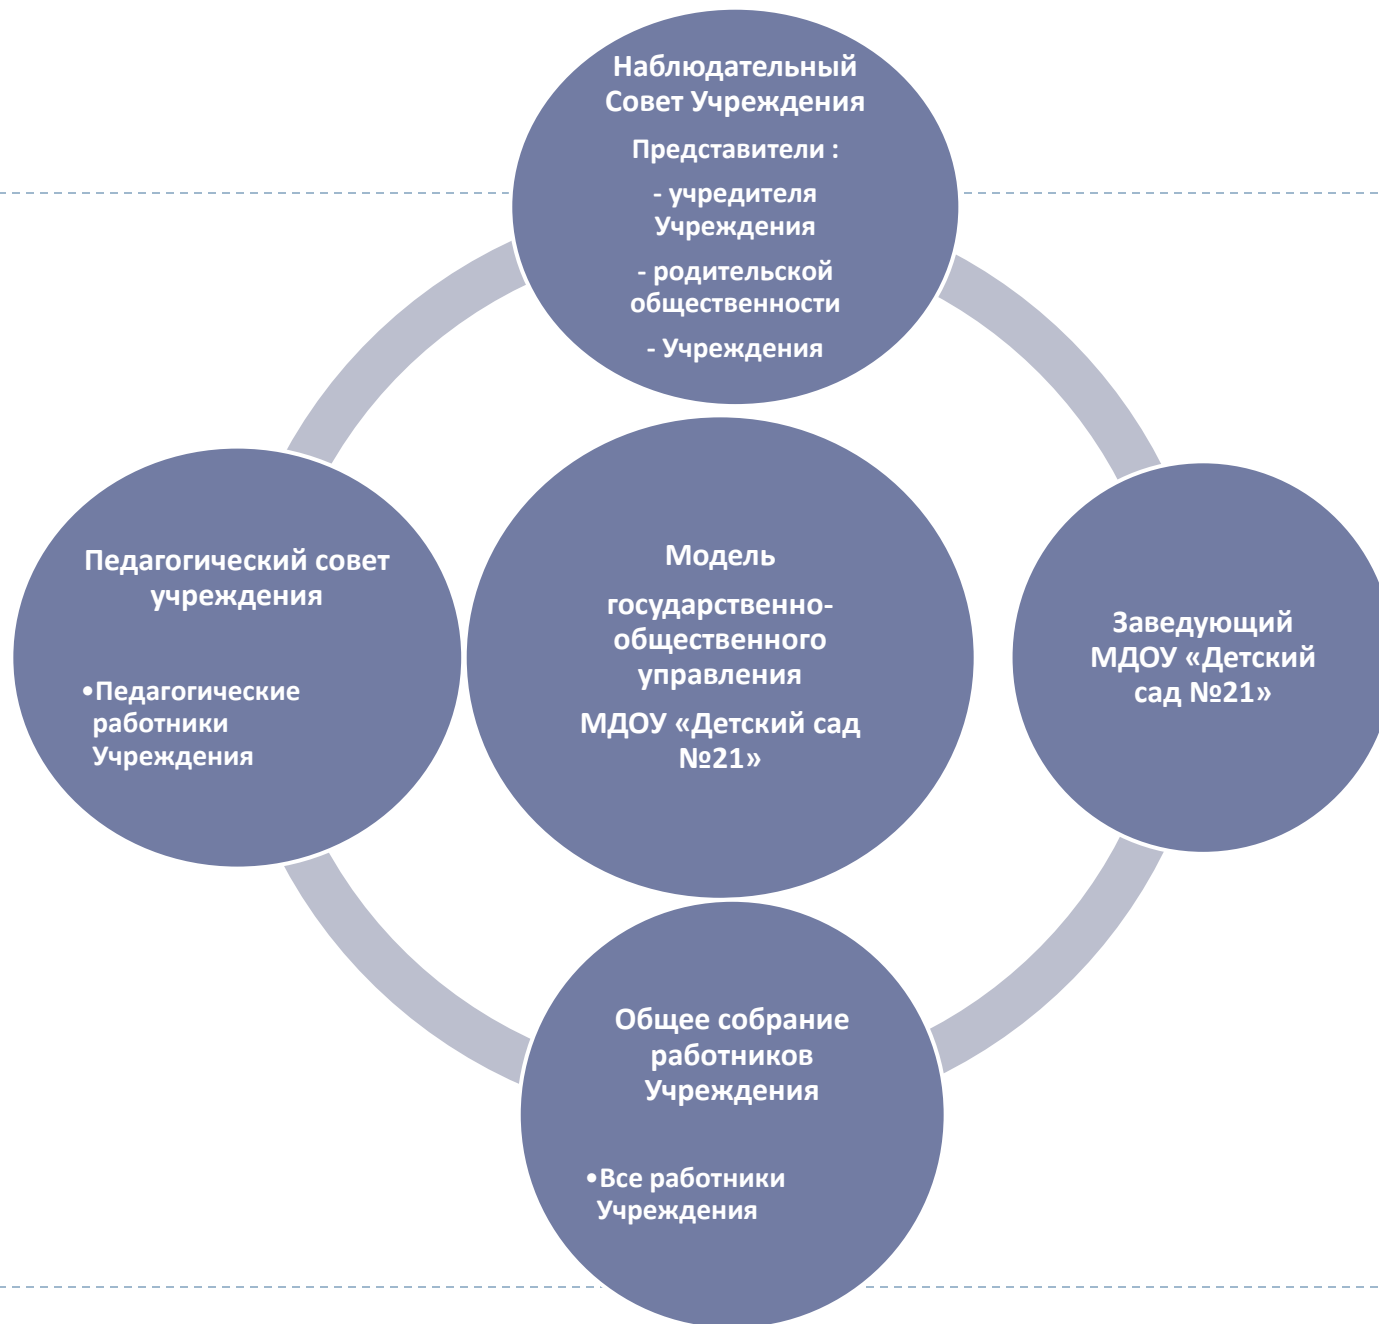 Наблюдательный
Совет Учреждения
Представители :
- учредителя
Учреждения
- родительской
общественности
- Учреждения
Педагогический совет
учреждения
•Педагогические
работники
Учреждения
Модель
государственно-
общественного
управления
МДОУ «Детский сад
№21»
Заведующий
МДОУ «Детский
сад №21»
Общее собрание
работников
Учреждения
•Все работники
Учреждения